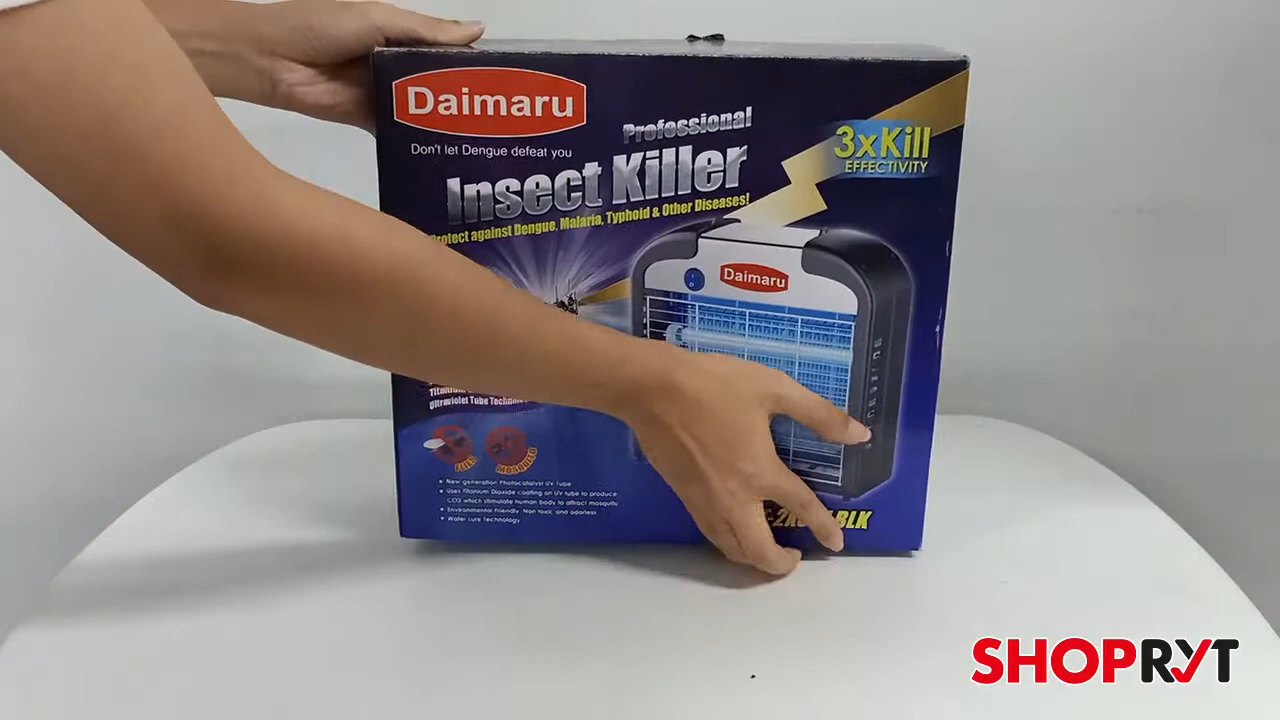 Daimaru
Don't let Dengue defeat you
Professional
Insect Killer
Protect against Dengue, Malaria, Typhoid & Other Diseases!
3xKill
EFFECTIVITY
Daimaru
Ultraviolet Tube
FLIES
MOSQUITO
New generation Photocatalyst UV Tube
Uses Titanium Dioxide coating on UV tube to produce
CO2 which stimulate human body to attract mosquito
Environmental Friendly. Non toxic and odorless
Water Lure Technology
BLK
SHOPRYT